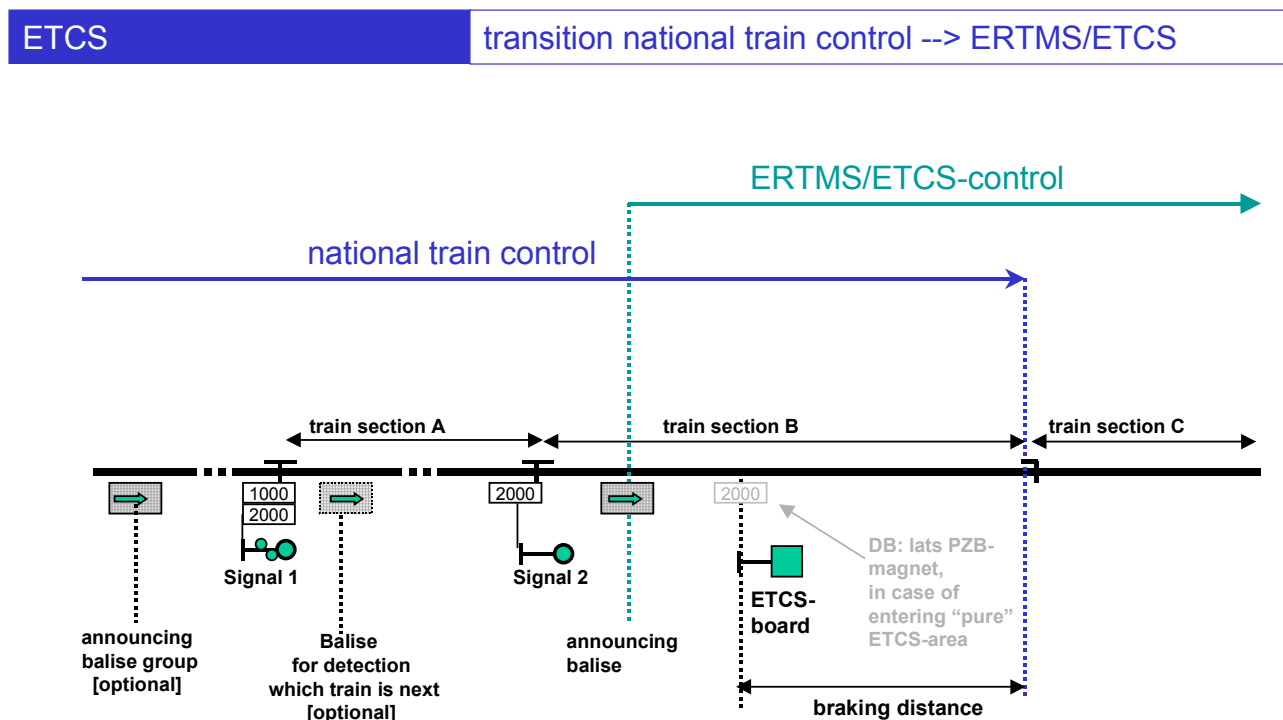 ETCS
transition national train control --> ERTMS/ETCS
ERTMS/ETCS-control
national train control
train section A
train section B
train section C
1000
2000
2000
2000
Signal 1
Signal 2
ETCS-
board
DB: lats PZB-
magnet,
in case of
entering “pure”
ETCS-area
announcing
balise group
[optional]
Balise
for detection
which train is next
[optional]
announcing
balise
braking distance